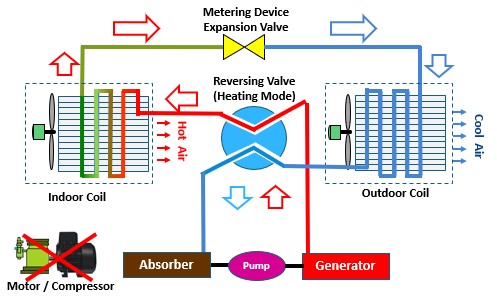 Metering Device
Expansion Valve
Reversing Valve
(Heating Mode)
Hot Air
Cool Air
Indoor Coil
Outdoor Coil
Absorber
Pump
Generator
Motor / Compressor